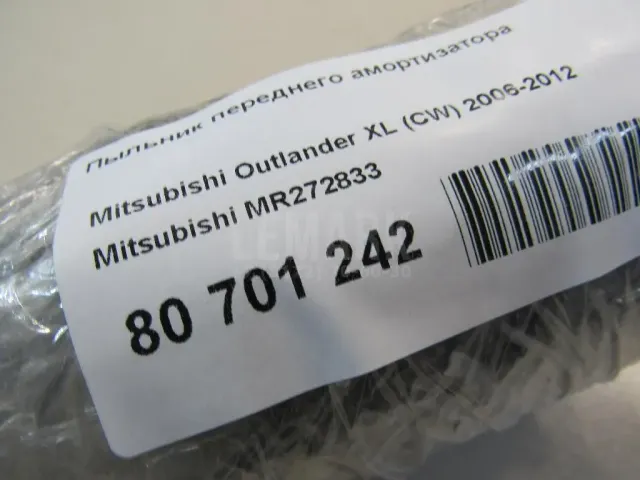 Пыльник переднего амортизатора
Mitsubishi Outlander XL (CW) 2006-2012
Mitsubishi MR272833
80 701 242